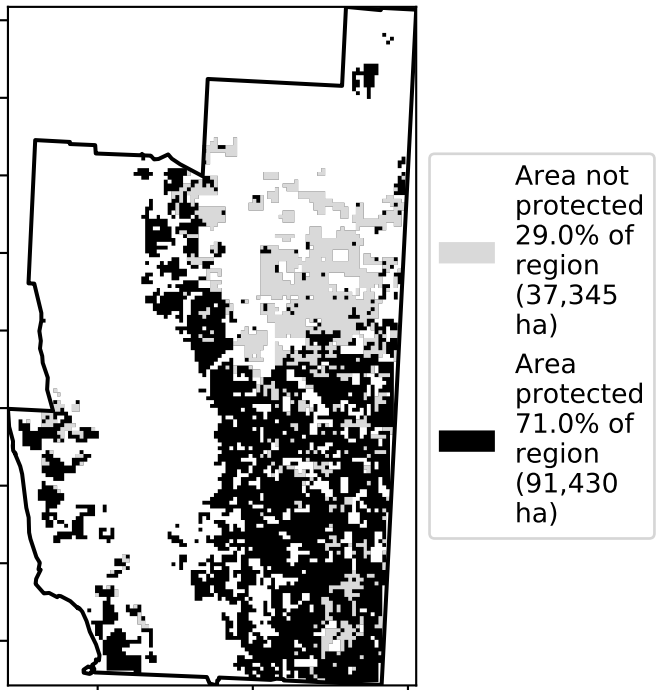 Area not
protected
29.0% of
region
(37,345
ha)
Area
protected
71.0% of
region
(91,430
ha)